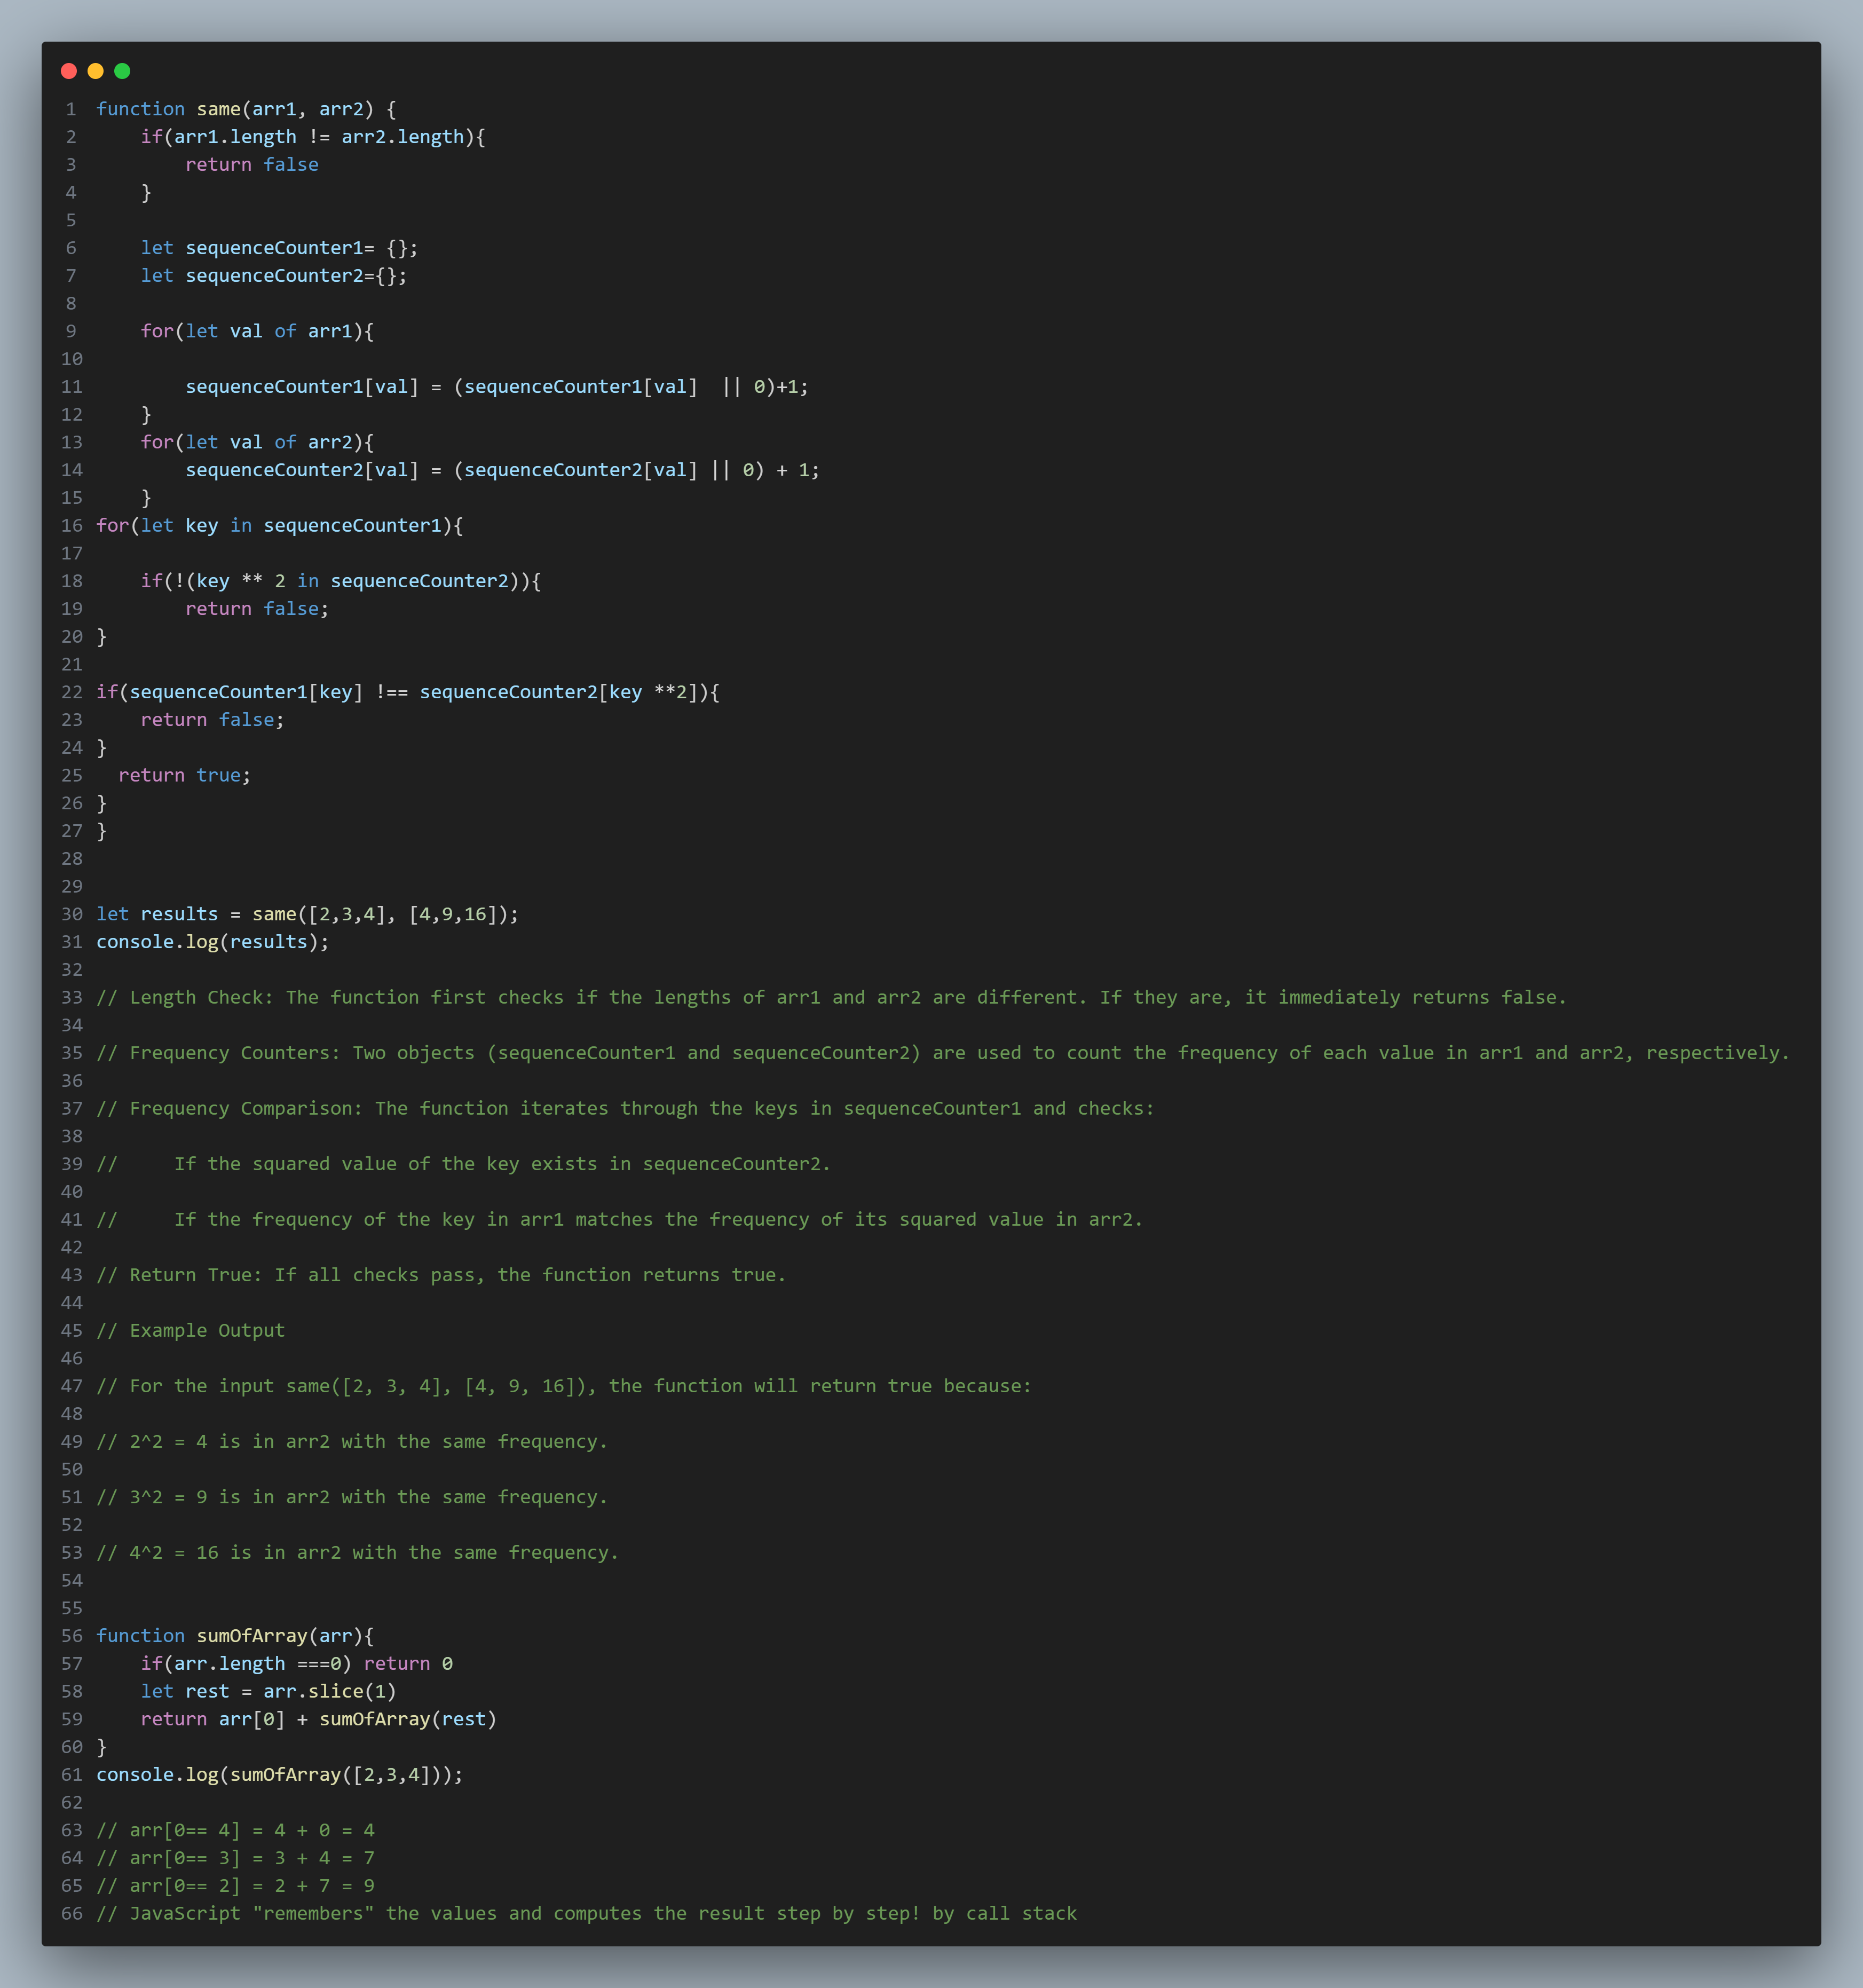 1 function same(arr1, arr2) {
2     if(arr1.length != arr2.length){
3         return false
4     }
5
6     let sequenceCounter1= {};
7     let sequenceCounter2={};
8
9     for(let val of arr1){
10
11         sequenceCounter1[val] = (sequenceCounter1[val]  || 0)+1;
12     }
13     for(let val of arr2){
14         sequenceCounter2[val] = (sequenceCounter2[val] || 0) + 1;
15     }
16 for(let key in sequenceCounter1){
17
18     if(!(key ** 2 in sequenceCounter2)){
19         return false;
20 }
21
22 if(sequenceCounter1[key] !== sequenceCounter2[key **2]){
23     return false;
24 }
25   return true;
26 }
27 }
28
29
30 let results = same([2,3,4], [4,9,16]);
31 console.log(results);
32
33 // Length Check: The function first checks if the lengths of arr1 and arr2 are different. If they are, it immediately returns false.
34
35 // Frequency Counters: Two objects (sequenceCounter1 and sequenceCounter2) are used to count the frequency of each value in arr1 and arr2, respectively.
36
37 // Frequency Comparison: The function iterates through the keys in sequenceCounter1 and checks:
38
39 //     If the squared value of the key exists in sequenceCounter2.
40
41 //     If the frequency of the key in arr1 matches the frequency of its squared value in arr2.
42
43 // Return True: If all checks pass, the function returns true.
44
45 // Example Output
46
47 // For the input same([2, 3, 4], [4, 9, 16]), the function will return true because:
48
49 // 2^2 = 4 is in arr2 with the same frequency.
50
51 // 3^2 = 9 is in arr2 with the same frequency.
52
53 // 4^2 = 16 is in arr2 with the same frequency.
54
55
56 function sumOfArray(arr){
57     if(arr.length ===0) return 0
58     let rest = arr.slice(1)
59     return arr[0] + sumOfArray(rest)
60 }
61 console.log(sumOfArray([2,3,4]));
62
63 // arr[0== 4] = 4 + 0 = 4
64 // arr[0== 3] = 3 + 4 = 7
65 // arr[0== 2] = 2 + 7 = 9
66 // JavaScript "remembers" the values and computes the result step by step! by call stack